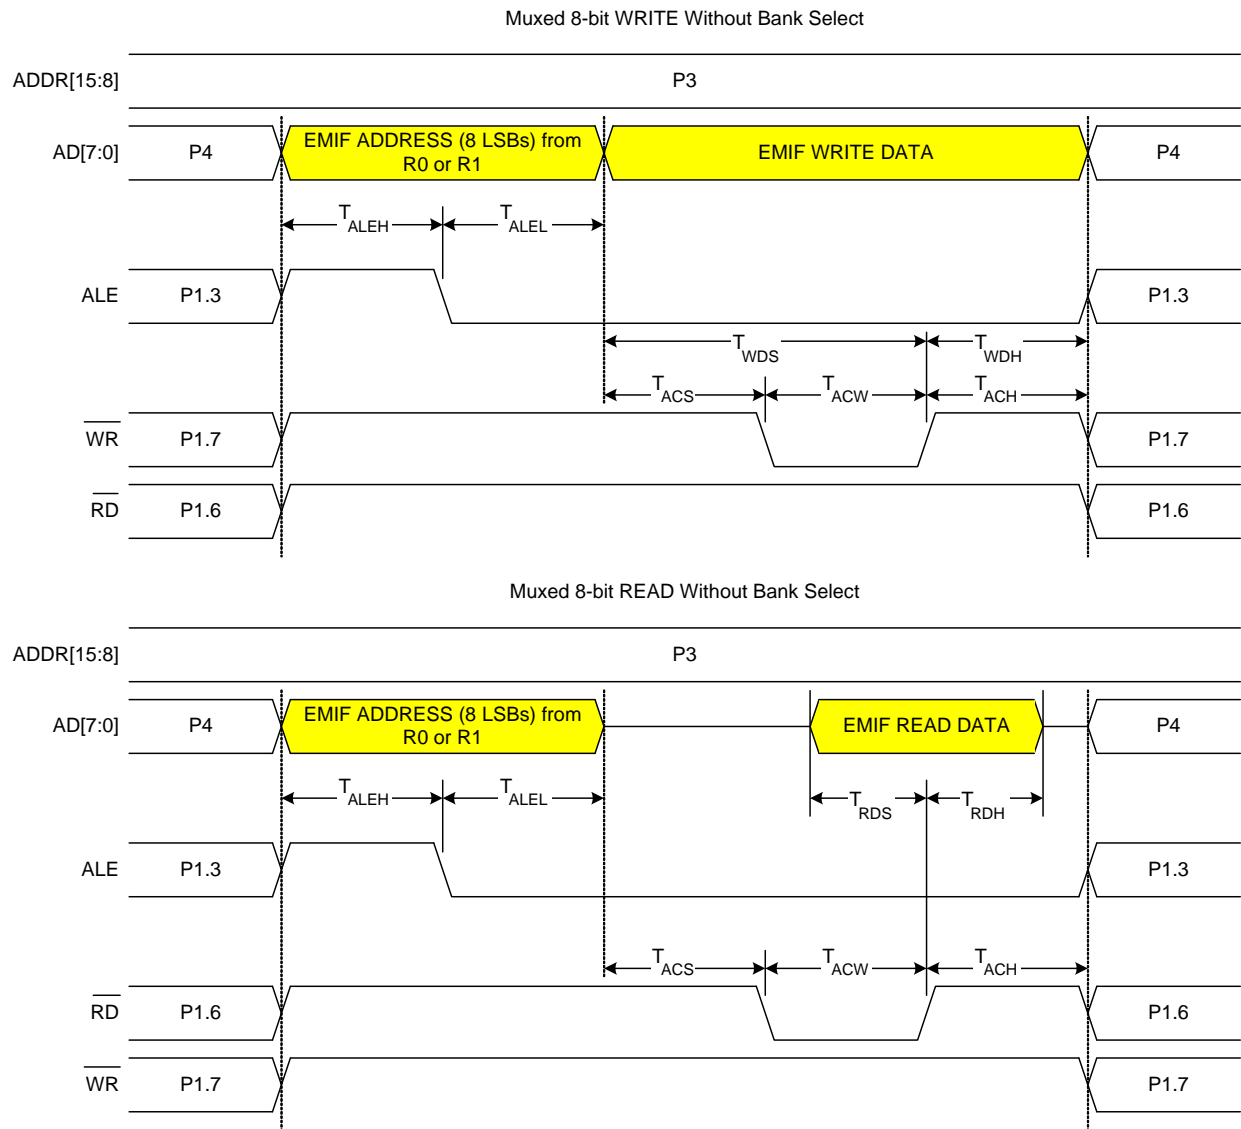 Muxed 8-bit WRITE Without Bank Select
ADDR[15:8] P3
AD[7:0] P4 EMIF ADDRESS (8 LSBs) from R0 or R1 EMIF WRITE DATA P4
TALEH TALEL
ALE P1.3 P1.3
TWDS TWDH
TACS TACW TACH
WR P1.7 P1.7
RD P1.6 P1.6
Muxed 8-bit READ Without Bank Select
ADDR[15:8] P3
AD[7:0] P4 EMIF ADDRESS (8 LSBs) from R0 or R1 EMIF READ DATA P4
TALEH TALEL TRDS TRDH
ALE P1.3 P1.3
TACS TACW TACH
RD P1.6 P1.6
WR P1.7 P1.7